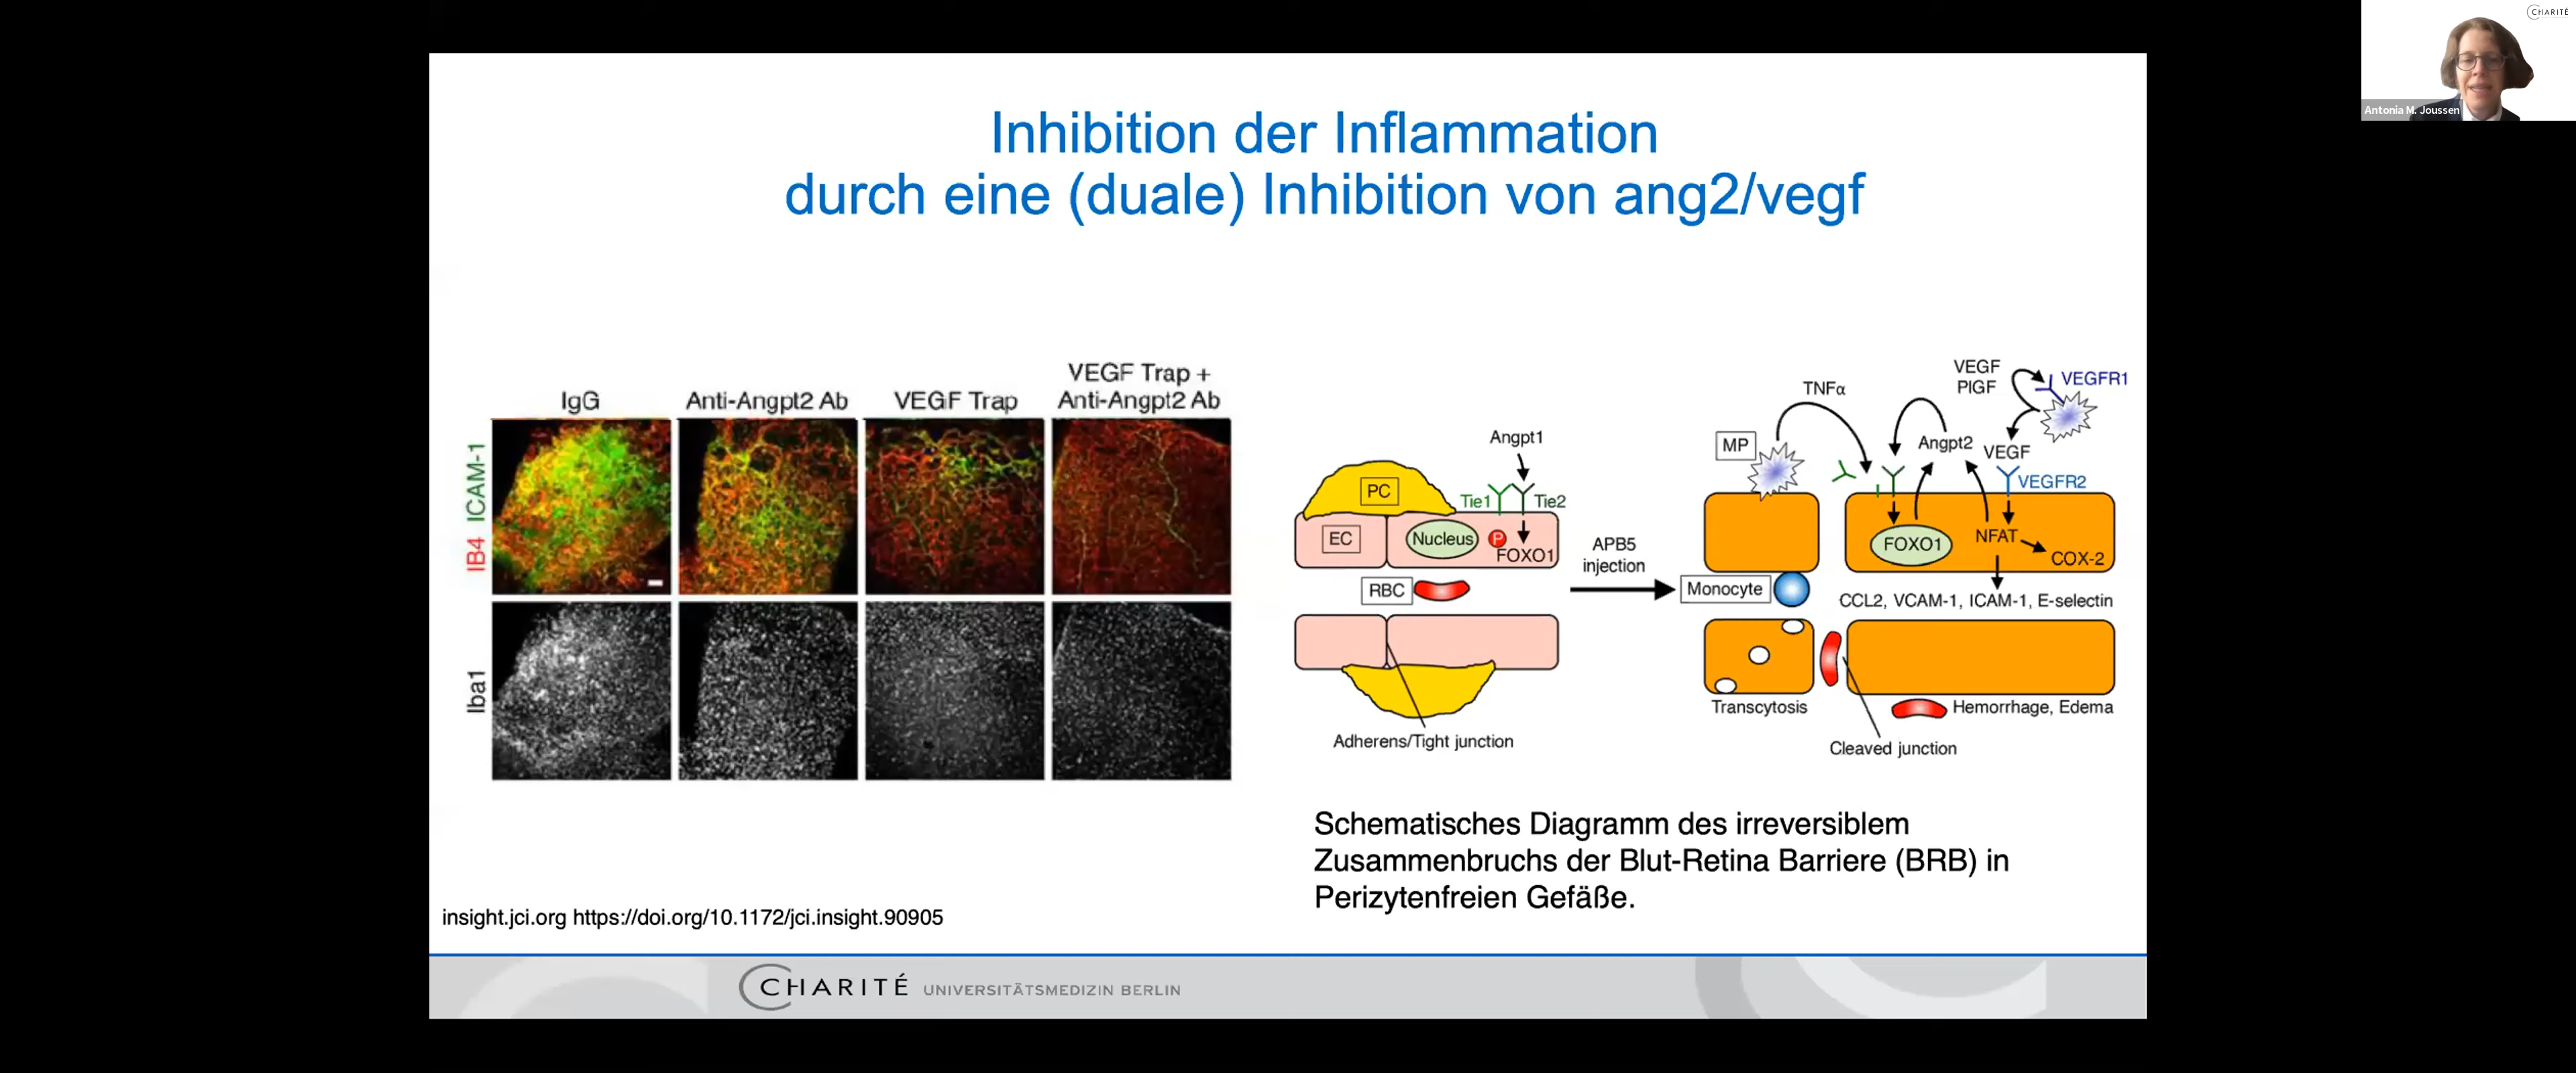 CHARITÉ
Antonia M. Joussen
Inhibition der Inflammation
durch eine (duale) Inhibition von ang2/vegf
IgG
Anti-Angpt2 Ab
VEGF Trap
VEGF Trap +
Anti-Angpt2 Ab
IB4 ICAM-1
Iba1
Angpt1
PC
Tie1
Tie2
EC
Nucleus
P
FOXO1
RBC
Adherens/Tight junction
APB5
injection
TNFα
MP
VEGF
PlGF
VEGFR1
Angpt2
VEGF
VEGFR2
FOXO1
NFAT
COX-2
Monocyte
CCL2, VCAM-1, ICAM-1, E-selectin
Transcytosis
Hemorrhage, Edema
Cleaved junction
Schematisches Diagramm des irreversiblem
Zusammenbruchs der Blut-Retina Barriere (BRB) in
Perizytenfreien Gefäße.
insight.jci.org https://doi.org/10.1172/jci.insight.90905
CHARITÉ UNIVERSITÄTSMEDIZIN BERLIN